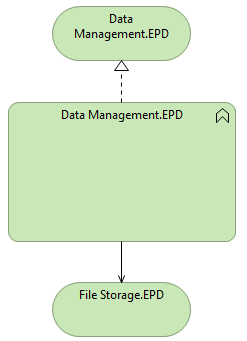 Data
Management.EPD
Data Management.EPD
File Storage.EPD